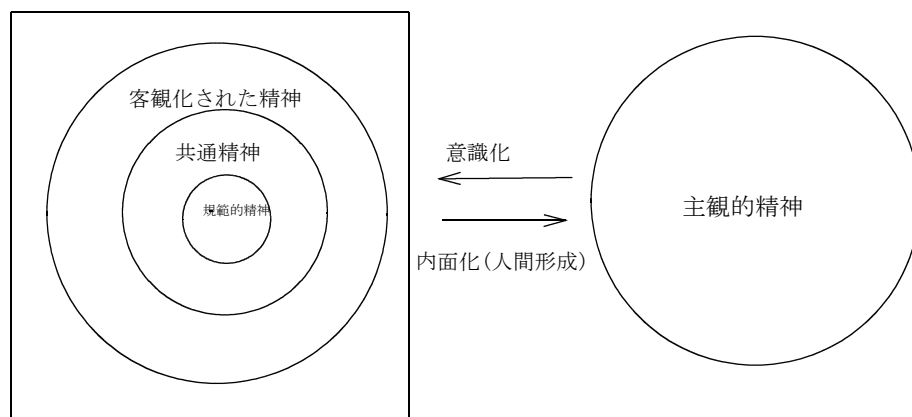 客観化された精神
共通精神
規範的精神
意識化
内面化(人間形成)
主観的精神